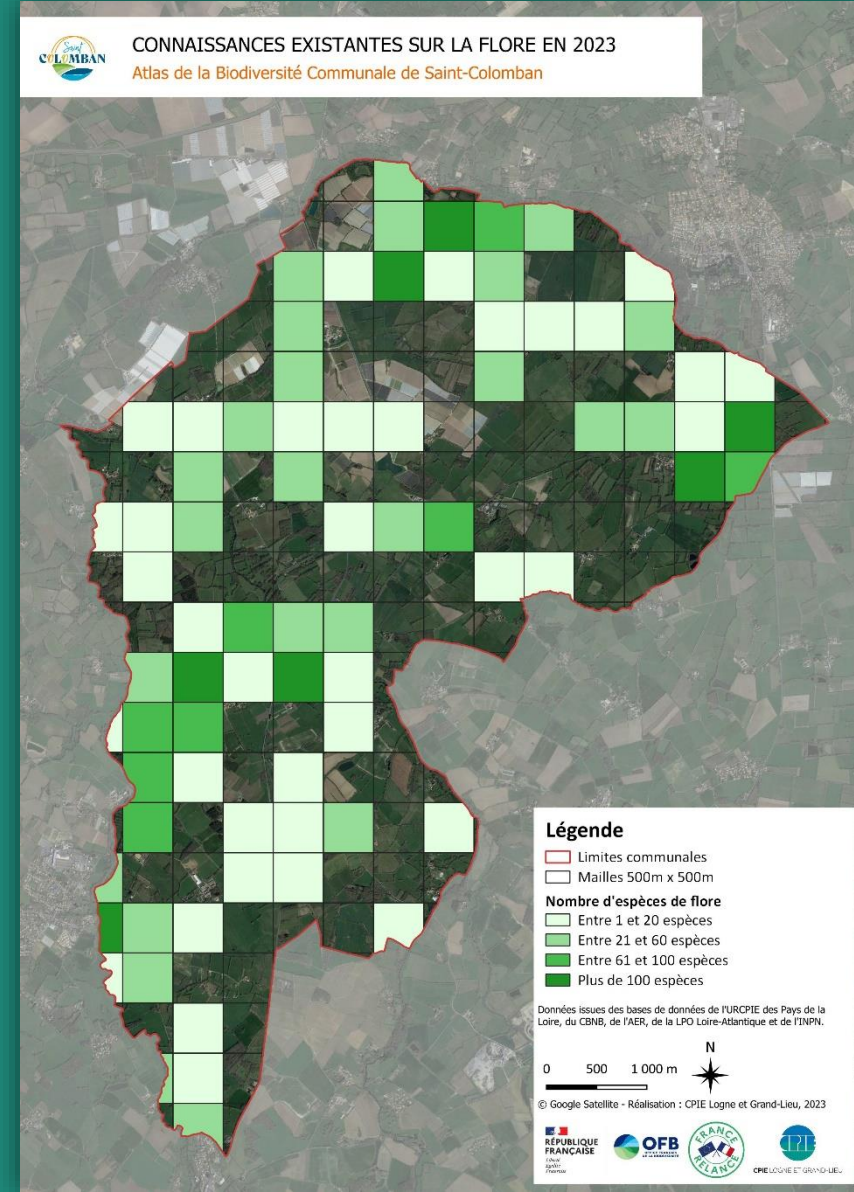 Saint
COLOMBAN
CONNAISSANCES EXISTANTES SUR LA FLORE EN 2023
Atlas de la Biodiversité Communale de Saint-Colomban
Légende
Limites communales
Mailles 500m x 500m
Nombre d'espèces de flore
Entre 1 et 20 espèces
Entre 21 et 60 espèces
Entre 61 et 100 espèces
Plus de 100 espèces
Données issues des bases de données de l'URCPIE des Pays de la
Loire, du CBNB, de l'AER, de la LPO Loire-Atlantique et de l'INPN.
N
0 500 1 000 m
© Google Satellite - Réalisation : CPIE Logne et Grand-Lieu, 2023
RÉPUBLIQUE
FRANÇAISE
Liberté
Égalité
Fraternité
OFB
FRANCE
RELANCE
CPIE
CPIE LOGNE ET GRAND-LIEU